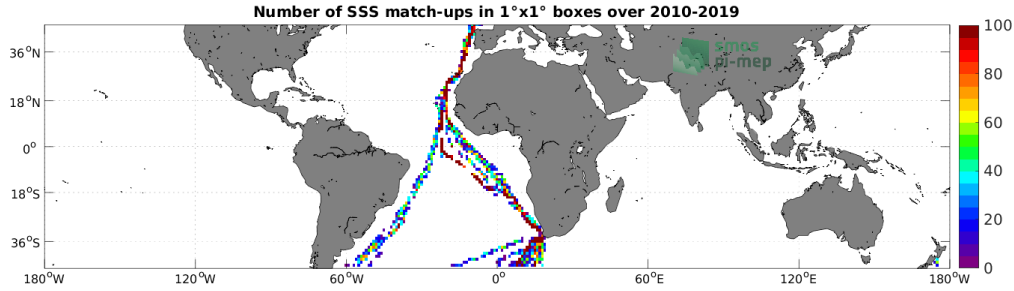 Number of SSS match-ups in 1°x1° boxes over 2010-2019
smos
pi-mep
36°N
18°N
0°
18°S
36°S
180°W
120°W
60°W
0°
60°E
120°E
180°W
100
80
60
40
20
0